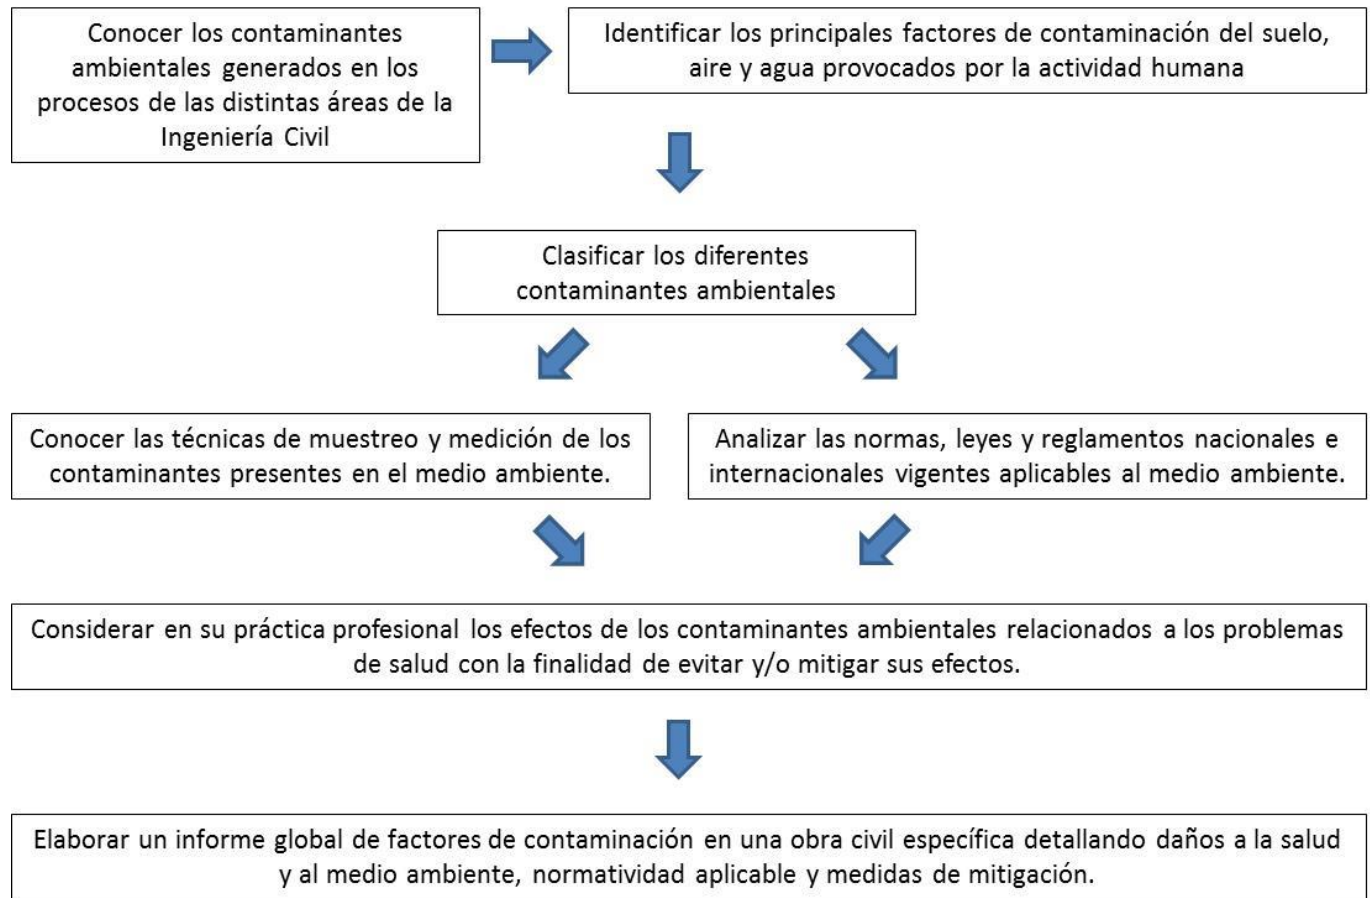 Conocer los contaminantes
ambientales generados en los
procesos de las distintas áreas de la
Ingeniería Civil
Identificar los principales factores de contaminación del suelo,
aire y agua provocados por la actividad humana
Clasificar los diferentes
contaminantes ambientales
Conocer las técnicas de muestreo y medición de los
contaminantes presentes en el medio ambiente.
Analizar las normas, leyes y reglamentos nacionales e
internacionales vigentes aplicables al medio ambiente.
Considerar en su práctica profesional los efectos de los contaminantes ambientales relacionados a los problemas
de salud con la finalidad de evitar y/o mitigar sus efectos.
Elaborar un informe global de factores de contaminación en una obra civil específica detallando daños a la salud
y al medio ambiente, normatividad aplicable y medidas de mitigación.